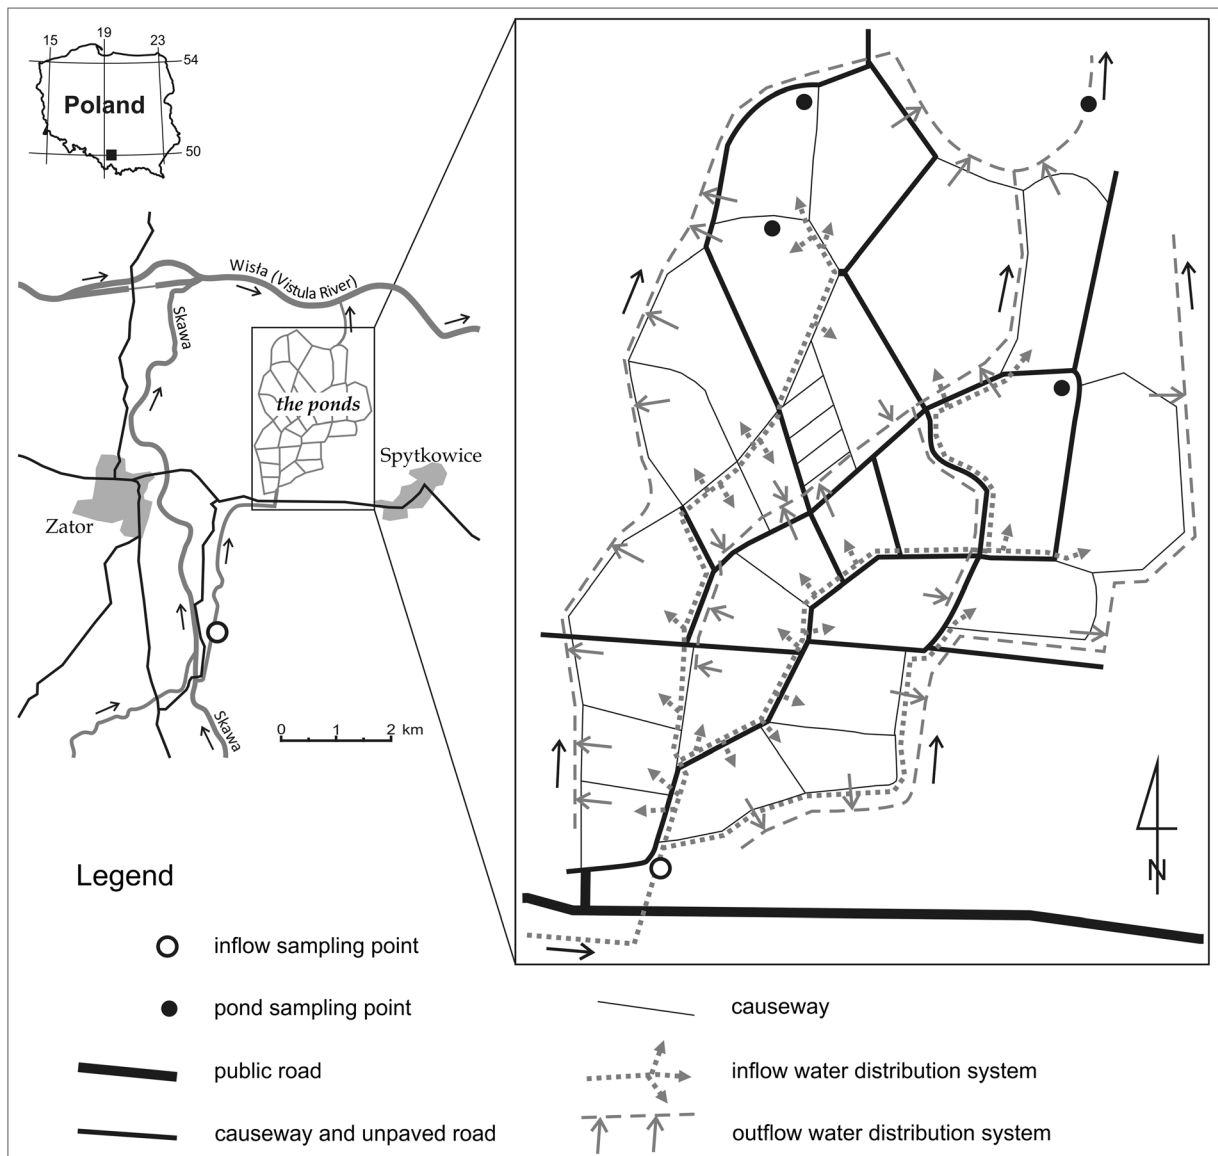 15
19
23
54
Poland
50
Wisła (Vistula River)
Skawa
the ponds
Spytkowice
Zator
Skawa
0 1 2 km
N
Legend
inflow sampling point
pond sampling point
public road
causeway and unpaved road
causeway
inflow water distribution system
outflow water distribution system